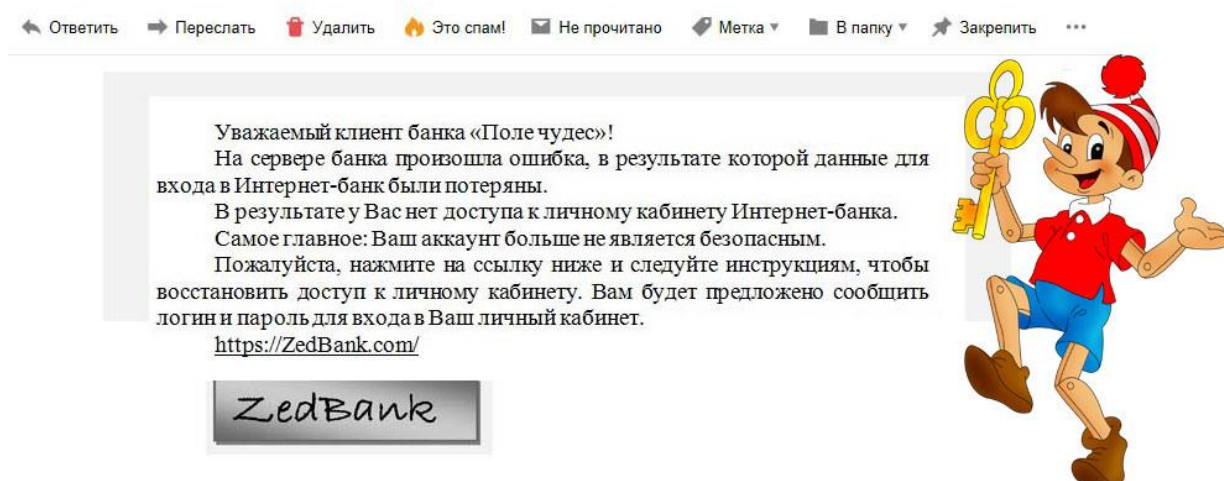 Ответить Переслать Удалить Это спам! Не прочитано Метка В папку Закрепить ...
Уважаемый клиент банка «Поле чудес»!
На сервере банка произошла ошибка, в результате которой данные для
входа в Интернет-банк были потеряны.
В результате у Вас нет доступа к личному кабинету Интернет-банка.
Самое главное: Ваш аккаунт больше не является безопасным.
Пожалуйста, нажмите на ссылку ниже и следуйте инструкциям, чтобы
восстановить доступ к личному кабинету. Вам будет предложено сообщить
логин и пароль для входа в Ваш личный кабинет.
https://ZedBank.com/
ZedBank